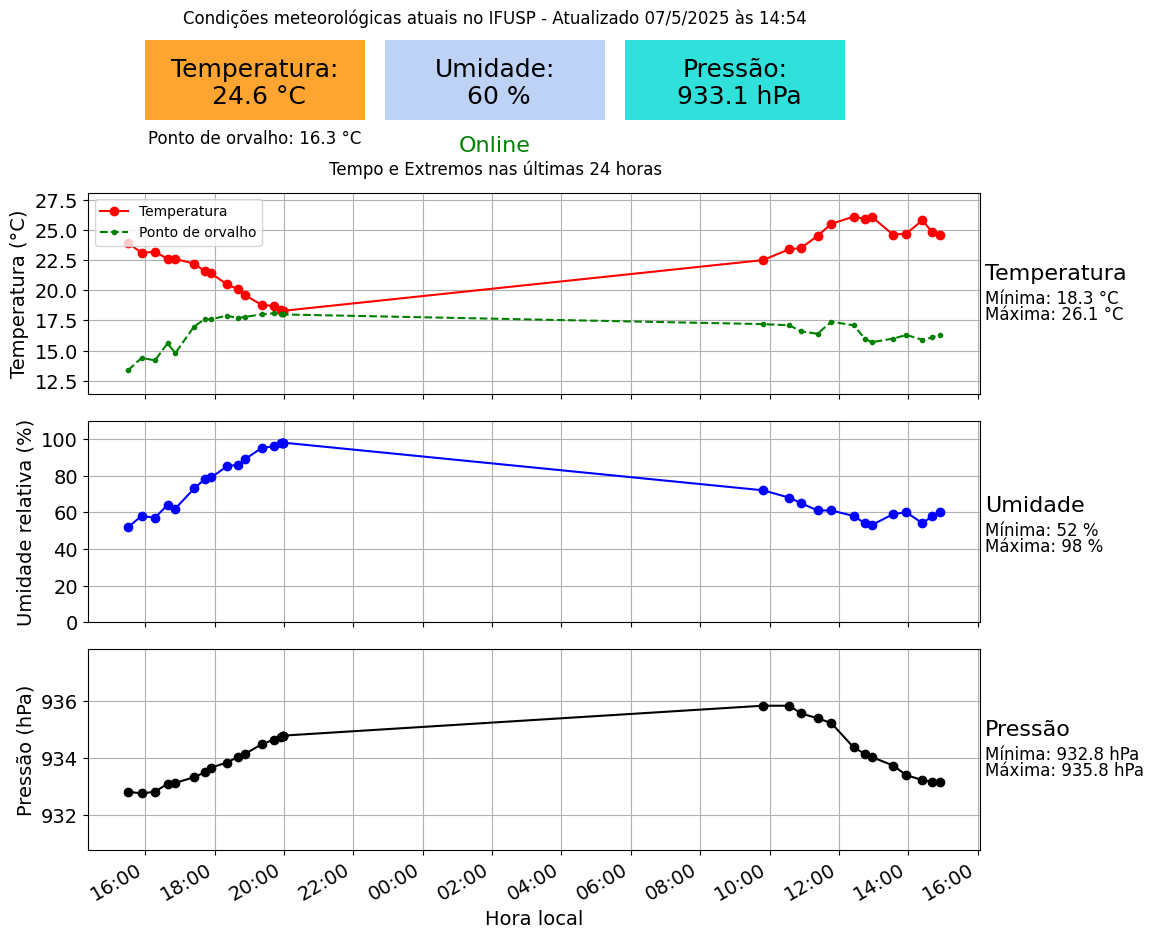 Condições meteorológicas atuais no IFUSP - Atualizado 07/5/2025 às 14:54
Temperatura:
24.6 °C
Umidade:
60 %
Pressão:
933.1 hPa
Ponto de orvalho: 16.3 °C
Online
Tempo e Extremos nas últimas 24 horas
Temperatura (°C)
27.5
25.0
22.5
20.0
17.5
15.0
12.5
Temperatura
Ponto de orvalho
Temperatura
Mínima: 18.3 °C
Máxima: 26.1 °C
Umidade relativa (%)
100
80
60
40
20
0
Umidade
Mínima: 52 %
Máxima: 98 %
Pressão (hPa)
936
934
932
Pressão
Mínima: 932.8 hPa
Máxima: 935.8 hPa
16:00
18:00
20:00
22:00
00:00
02:00
04:00
06:00
08:00
10:00
12:00
14:00
16:00
Hora local